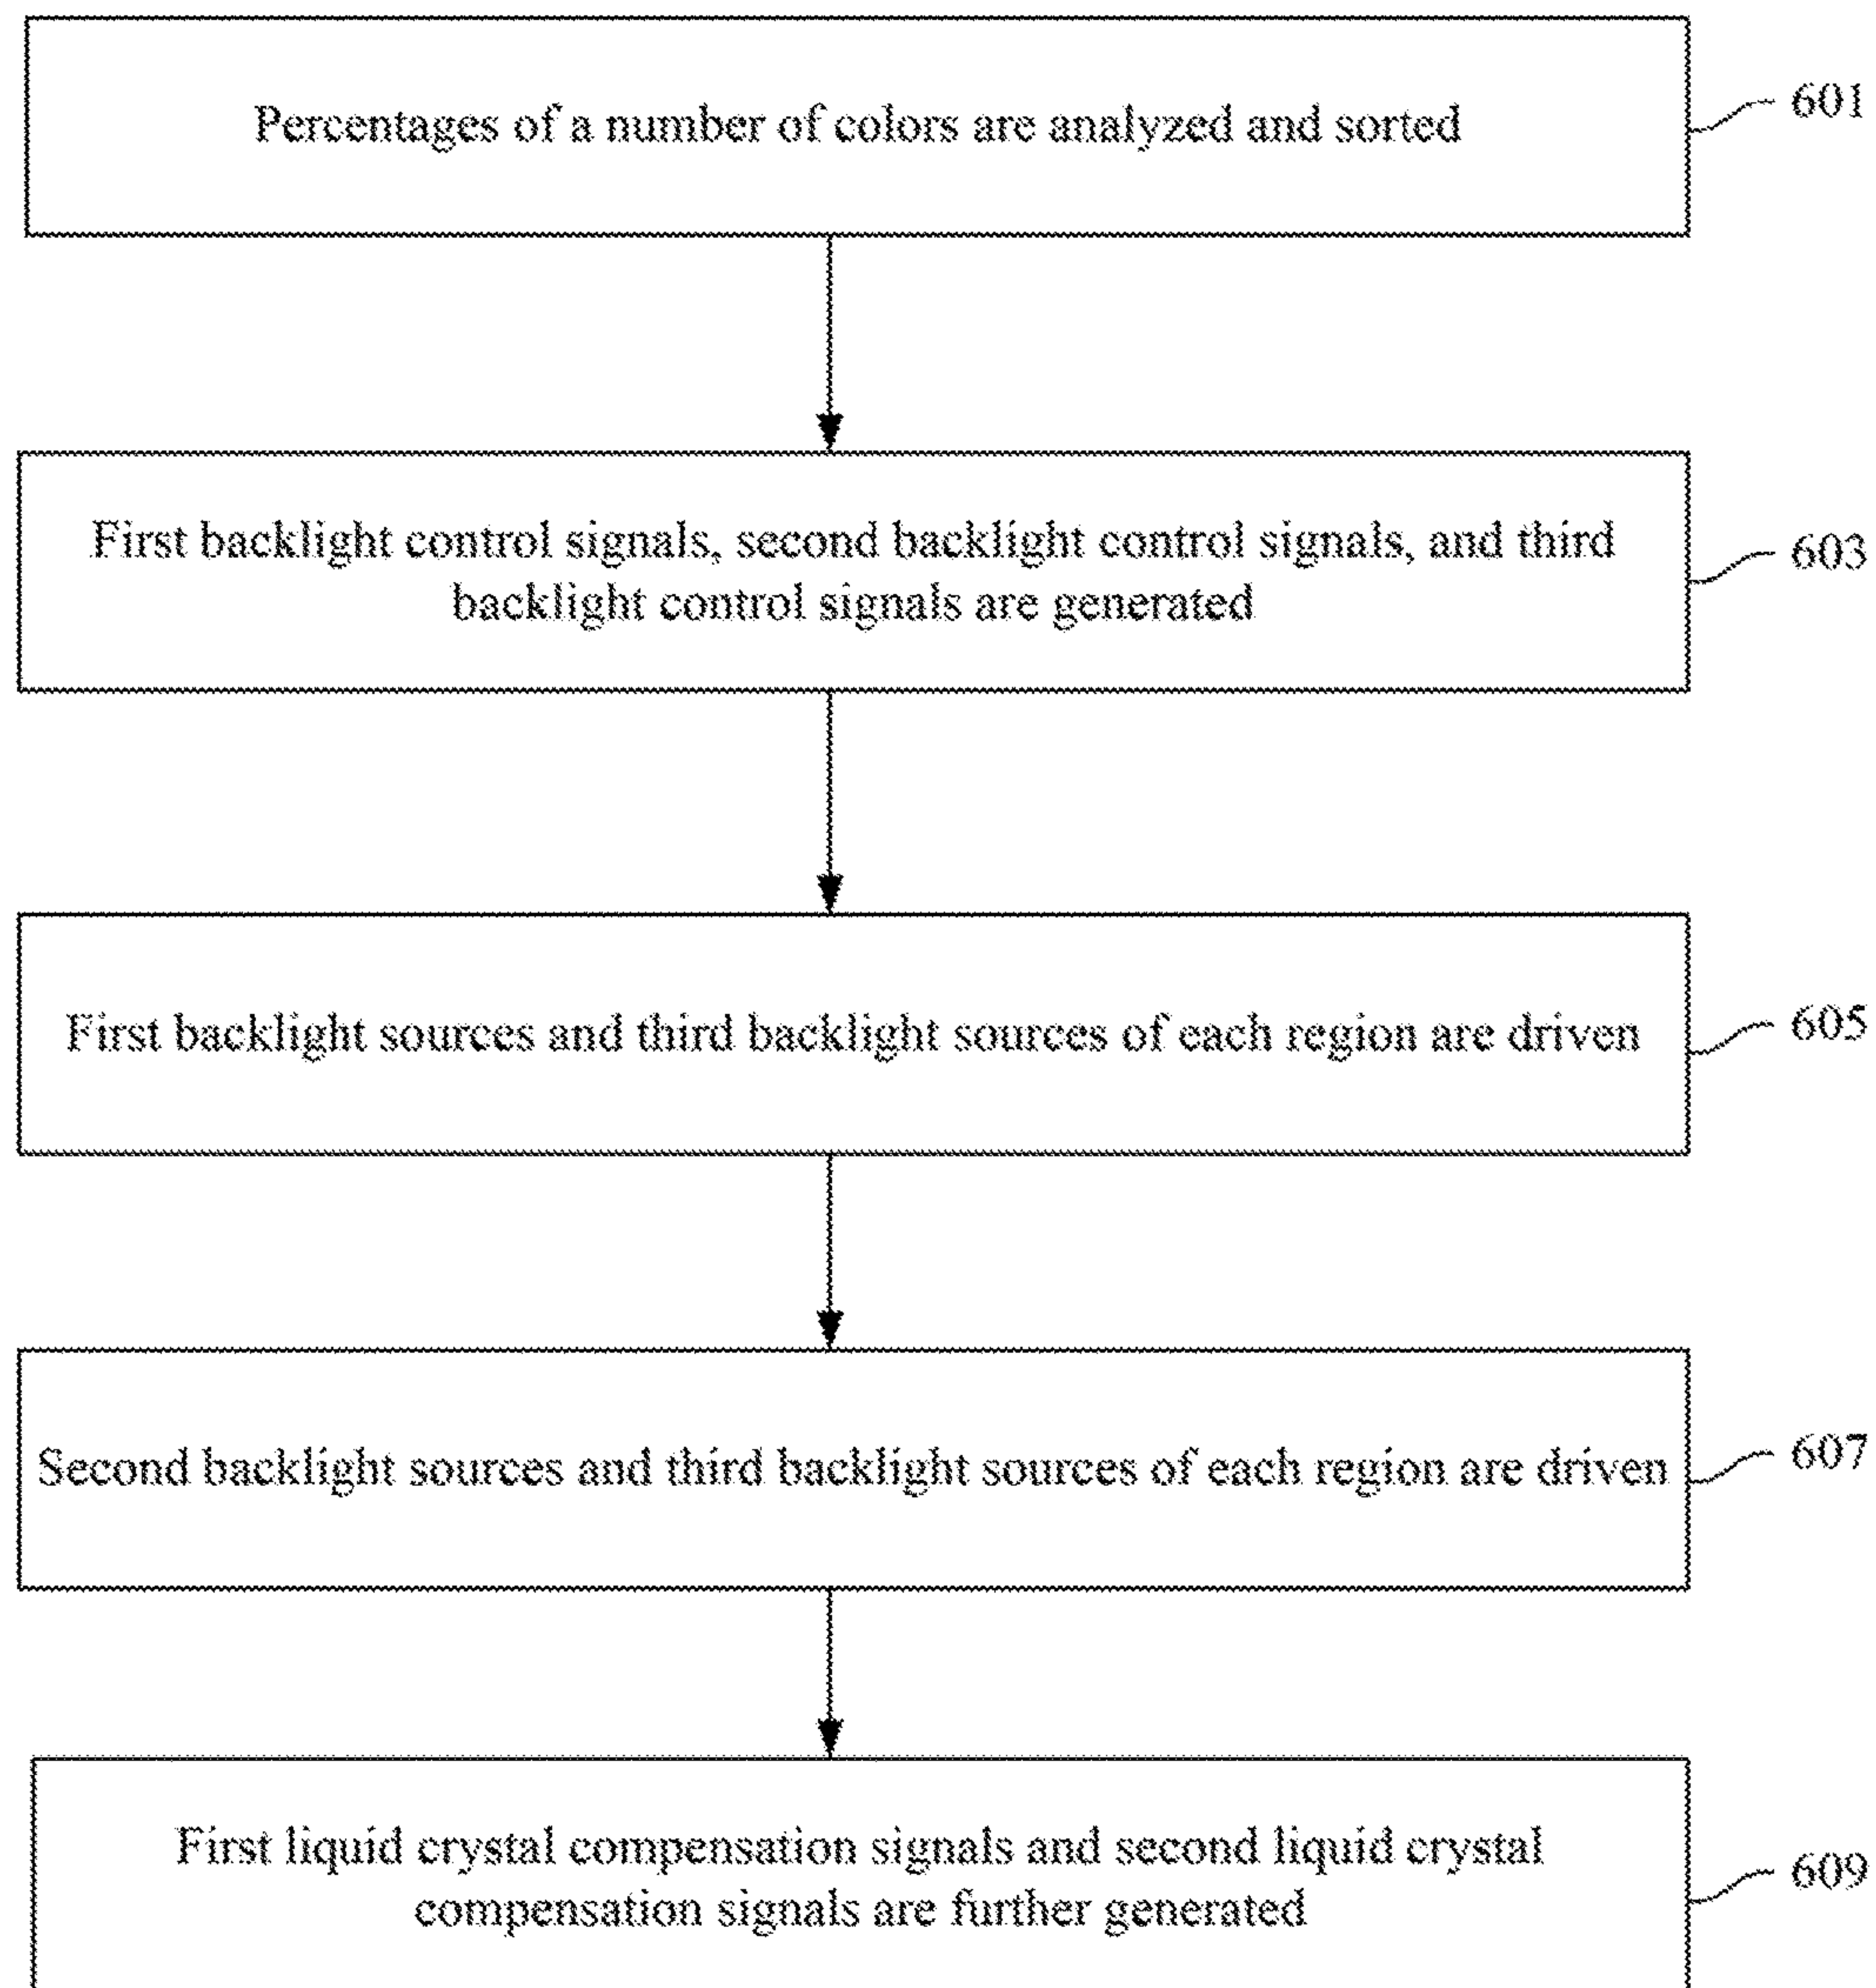 Percentages of a number of colors are analyzed and sorted
601
First backlight control signals, second backlight control signals, and third
backlight control signals are generated
603
First backlight sources and third backlight sources of each region are driven
605
Second backlight sources and third backlight sources of each region are driven
607
First liquid crystal compensation signals and second liquid crystal
compensation signals are further generated
609